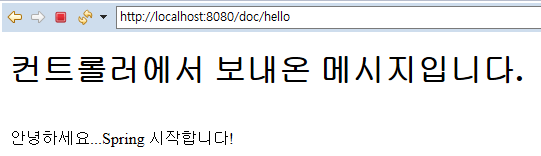 http://localhost:8080/doc/hello
컨트롤러에서 보내온 메시지입니다.
안녕하세요...Spring 시작합니다!